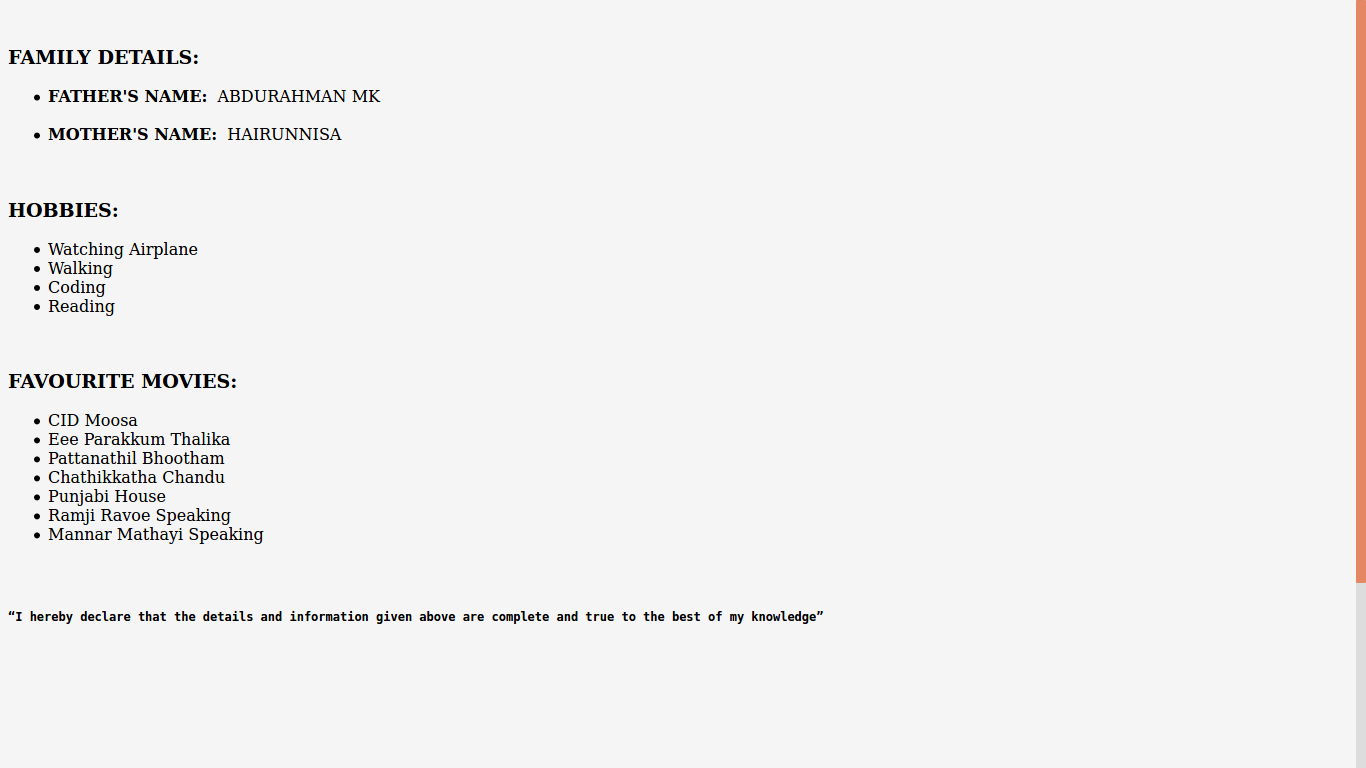 FAMILY DETAILS:
FATHER'S NAME: ABDURAHMAN MK
MOTHER'S NAME: HAIRUNNISA
HOBBIES:
Watching Airplane
Walking
Coding
Reading
FAVOURITE MOVIES:
CID Moosa
Eee Parakkum Thalika
Pattanathil Bhootham
Chathikkatha Chandu
Punjabi House
Ramji Ravoe Speaking
Mannar Mathayi Speaking
“I hereby declare that the details and information given above are complete and true to the best of my knowledge”